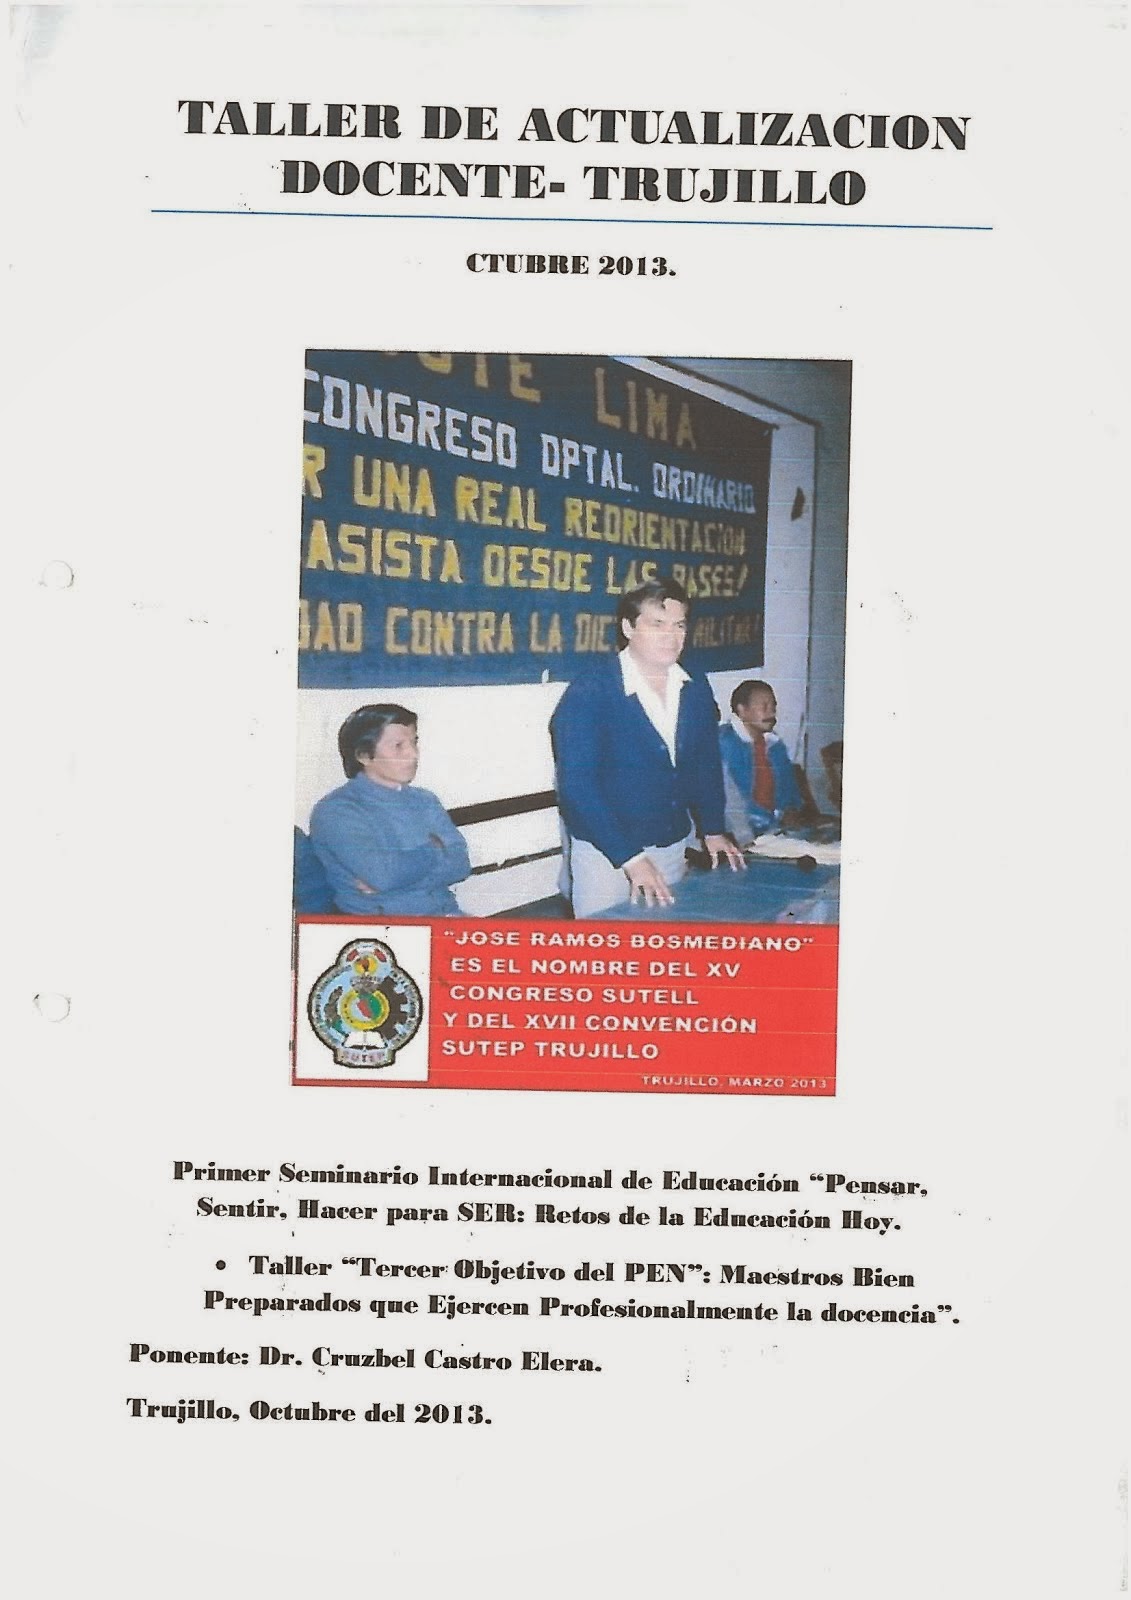 TALLER DE ACTUALIZACION
DOCENTE- TRUJILLO
CTUBRE 2013.
LIMA
CONGRESO DPTAL. ORDINARIO
R UNA REAL REORIENTACION
ASISTA DESDE LAS BASES!
DAD CONTRA LA
"JOSE RAMOS BOSMEDIANO"
ES EL NOMBRE DEL XV
CONGRESO SUTELL
Y DEL XVII CONVENCIÓN
SUTEP TRUJILLO
SUTEP
TRUJILLO, MARZO 2013
Primer Seminario Internacional de Educación “Pensar,
Sentir, Hacer para SER: Retos de la Educación Hoy.
• Taller “Tercer Objetivo del PEN”: Maestros Bien
Preparados que Ejercen Profesionalmente la docencia”.
Ponente: Dr. Cruzbel Castro Elera.
Trujillo, Octubre del 2013.